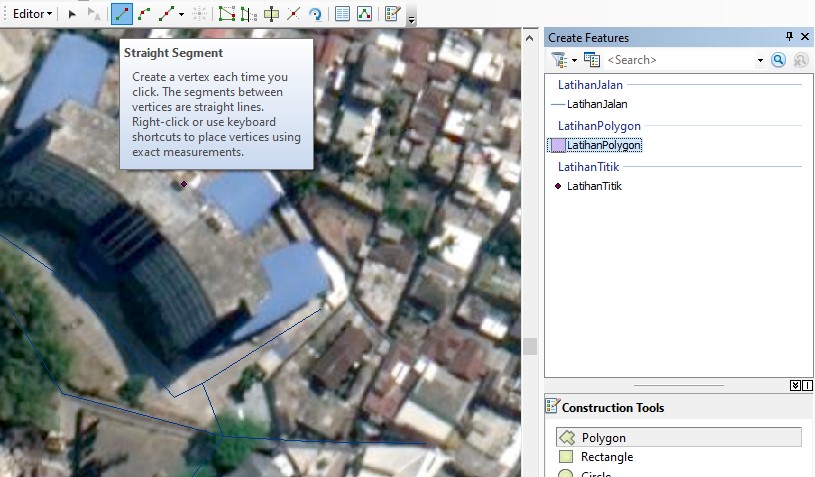 Editor
Straight Segment
Create a vertex each time you
click. The segments between
vertices are straight lines.
Right-click or use keyboard
shortcuts to place vertices using
exact measurements.
Create Features
<Search>
LatihanJalan
LatihanJalan
LatihanPolygon
LatihanPolygon
LatihanTitik
LatihanTitik
Construction Tools
Polygon
Rectangle
Circle